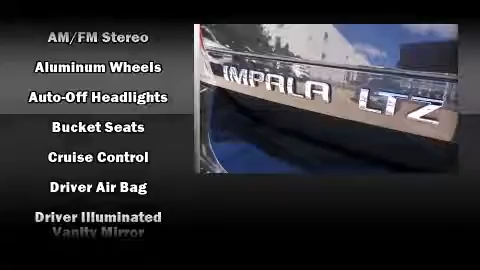 AM/FM Stereo
Aluminum Wheels
Auto-Off Headlights
Bucket Seats
Cruise Control
Driver Air Bag
Driver Illuminated
Vanity Mirror
IMPALA LTZ